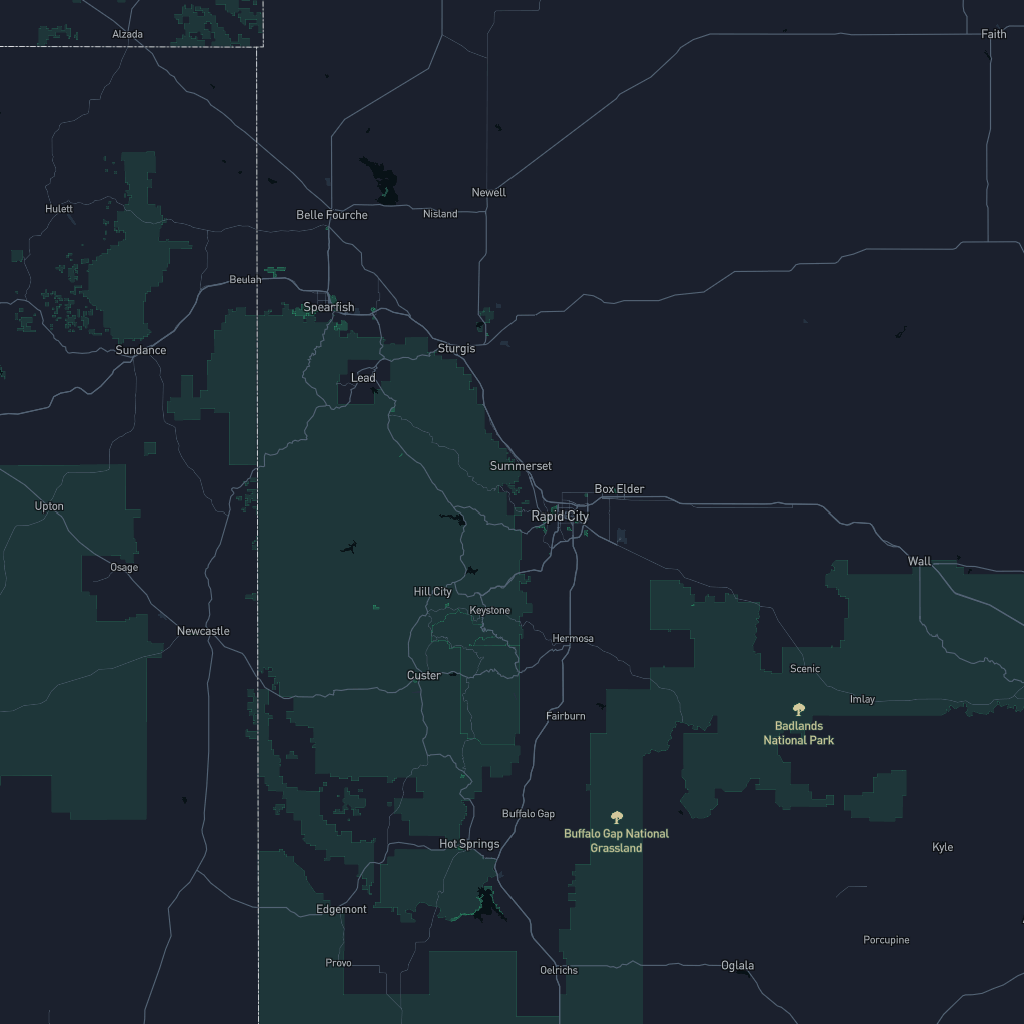 Alzada
Faith
Newell
Hulett
Belle Fourche
Nisland
Beulah
Spearfish
Sundance
Sturgis
Lead
Summerset
Box Elder
Upton
Rapid City
Wall
Osage
Hill City
Keystone
Newcastle
Hermosa
Scenic
Custer
Imlay
Fairburn
Badlands
National Park
Buffalo Gap
Buffalo Gap National
Grassland
Hot Springs
Kyle
Edgemont
Porcupine
Provo
Oelrichs
Oglala